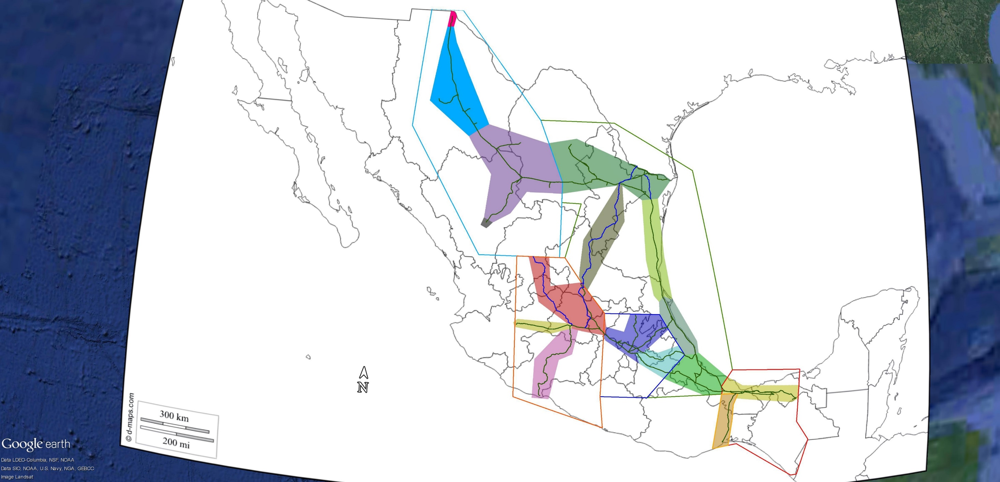 N
© d-maps.com
300 km
200 mi
Google earth
Data LDEO-Columbia, NSF, NOAA
Data SIO, NOAA, U.S. Navy, NGA, GEBCO
Image Landsat